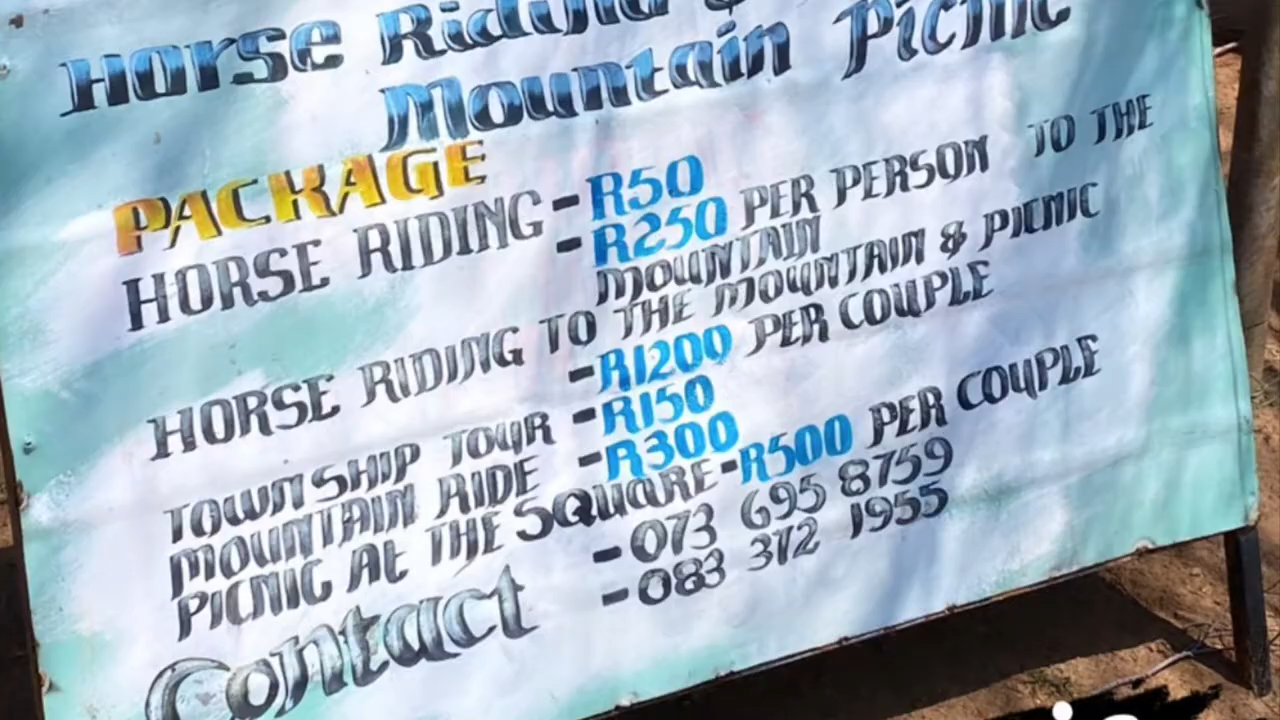 Horse Riding &
Mountain Picnic
PACKAGE
HORSE RIDING - R50
- R250 PER PERSON TO THE
MOUNTAIN
HORSE RIDING TO THE MOUNTAIN & PICNIC
- R1200 PER COUPLE
TOWNSHIP TOUR - R150
MOUNTAIN RIDE - R300
PICNIC AT THE SQUARE - R500 PER COUPLE
Contact - 073 695 8759
- 083 372 1955